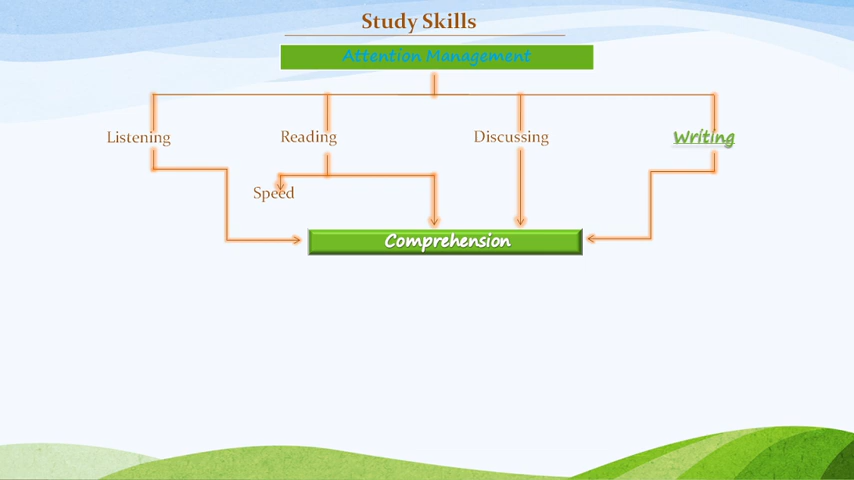 Study Skills
Attention Management
Listening
Reading
Discussing
Writing
Speed
Comprehension